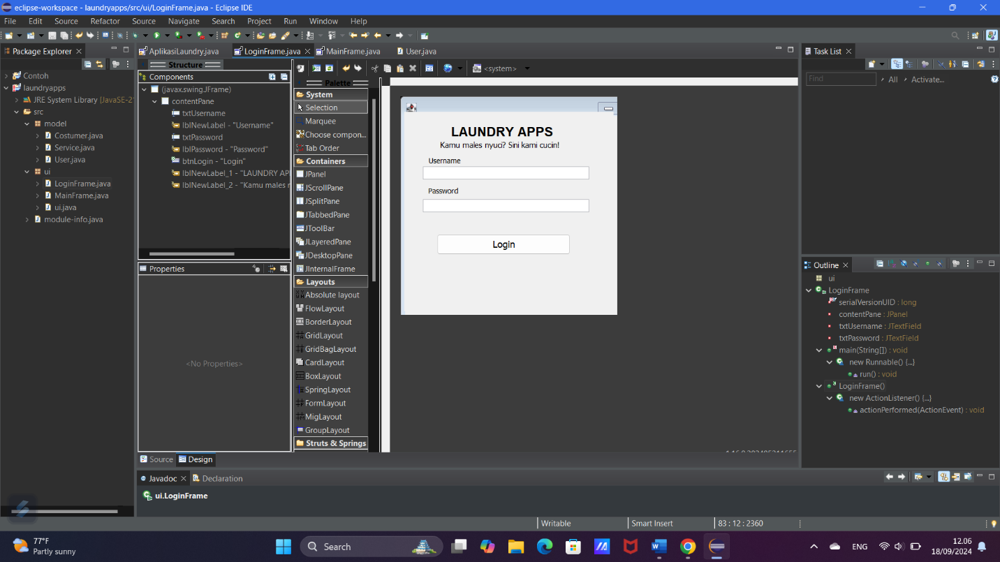 eclipse-workspace - laundryapps/src/ui/LoginFrame.java - Eclipse IDE
File Edit Source Refactor Source Navigate Search Project Run Window Help
Package Explorer
Contoh
laundryapps
JRE System Library [JavaSE-2
src
model
Costumer.java
Service.java
User.java
ui
LoginFrame.java
MainFrame.java
ui.java
module-info.java
AplikasiLaundry.java LoginFrame.java MainFrame.java User.java
Structure
Components
(javax.swing.JFrame)
contentPane
txtUsername
lblNewLabel - "Username"
txtPassword
lblPassword - "Password"
btnLogin - "Login"
lblNewLabel_1 - "LAUNDRY AP
lblNewLabel_2 - "Kamu males n
Properties
<No Properties>
<system>
Palette
System
Selection
Marquee
Choose compon...
Tab Order
Containers
JPanel
JScrollPane
JSplitPane
JTabbedPane
JToolBar
JLayeredPane
JDesktopPane
JInternalFrame
Layouts
Absolute layout
FlowLayout
BorderLayout
GridLayout
GridBagLayout
CardLayout
BoxLayout
SpringLayout
FormLayout
MigLayout
GroupLayout
Struts & Springs
LAUNDRY APPS
Kamu males nyuci? Sini kami cucin!
Username
Password
Login
Source Design
Javadoc Declaration
ui.LoginFrame
Task List
Find All Activate...
Outline
ui
LoginFrame
serialVersionUID : long
contentPane : JPanel
txtUsername : JTextField
txtPassword : JTextField
main(String[]) : void
new Runnable() {...}
run() : void
LoginFrame()
new ActionListener() {...}
actionPerformed(ActionEvent) : void
Writable Smart Insert 83 : 12 : 2360
77°F
Partly sunny
Search
ENG
12.06
18/09/2024